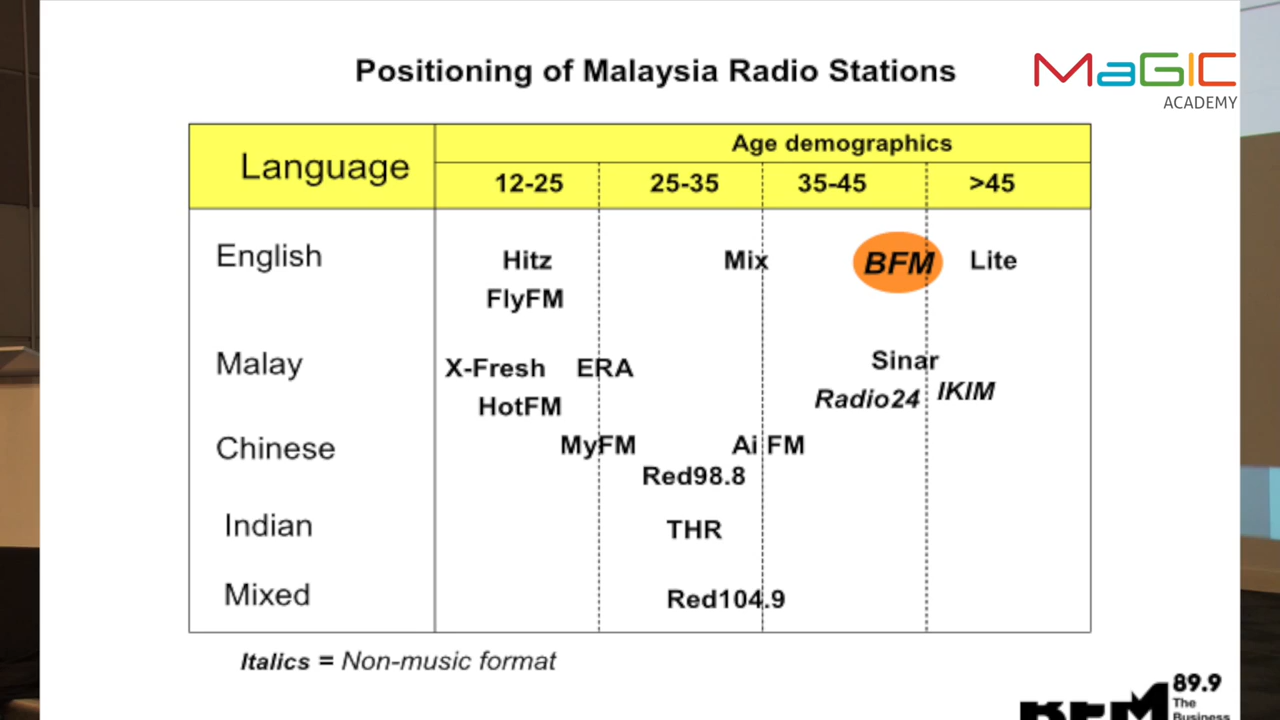 Positioning of Malaysia Radio Stations
MaGIC
ACADEMY
Language
Age demographics
12-25 25-35 35-45 >45
English Hitz Mix BFM Lite
FlyFM
Malay X-Fresh ERA Sinar
HotFM Radio24 IKIM
Chinese MyFM Ai FM
Red98.8
Indian THR
Mixed Red104.9
Italics = Non-music format
BFM 89.9
The
Business